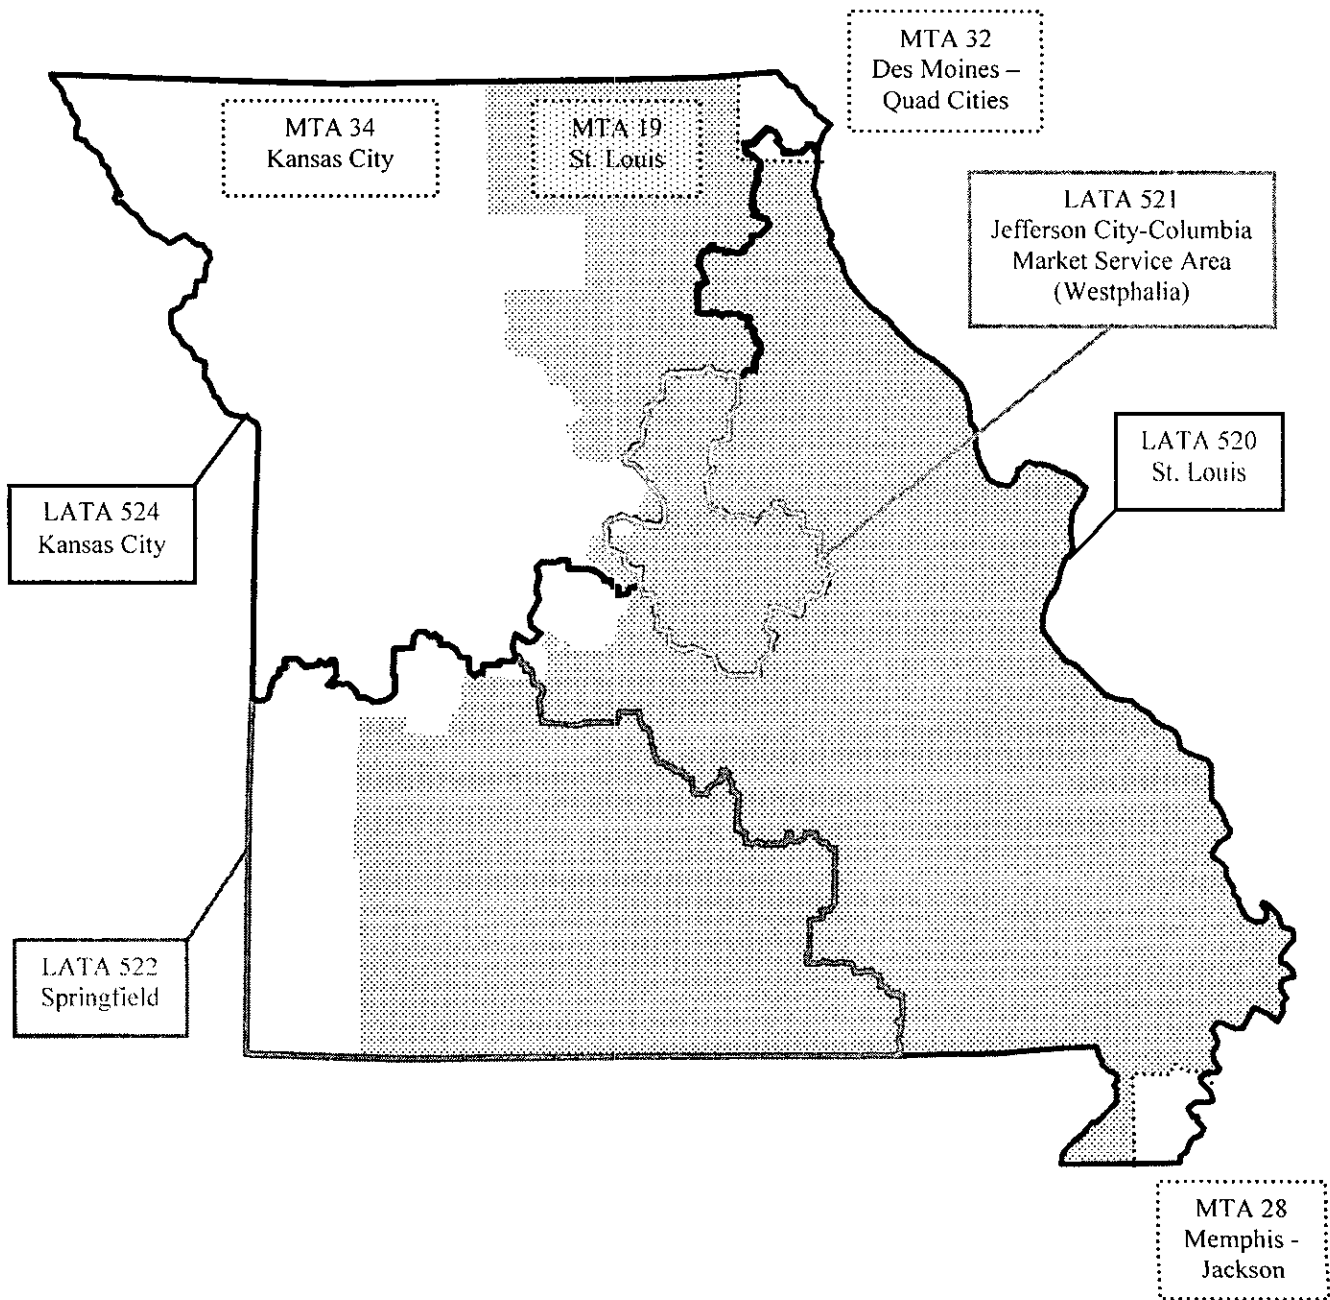 MTA 32
Des Moines –
Quad Cities
MTA 34
Kansas City
MTA 19
St. Louis
LATA 521
Jefferson City-Columbia
Market Service Area
(Westphalia)
LATA 520
St. Louis
LATA 524
Kansas City
LATA 522
Springfield
MTA 28
Memphis -
Jackson